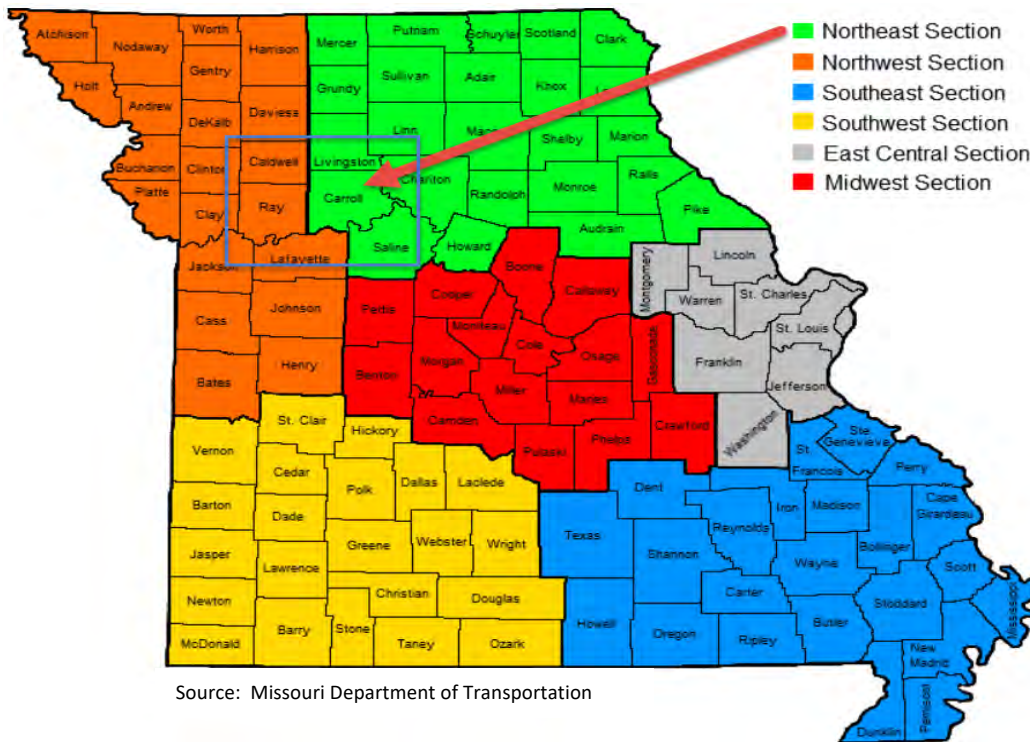 Northeast Section
Northwest Section
Southeast Section
Southwest Section
East Central Section
Midwest Section
Atchison
Nodaway
Worth
Harrison
Mercer
Putnam
Schuyler
Scotland
Clark
Holt
Gentry
Sullivan
Adair
Knox
Andrew
Grundy
DeKalb
Daviess
Linn
Shelby
Marion
Buchanon
Clinton
Caldwell
Livingston
Chariton
Randolph
Monroe
Ralls
Platte
Clay
Ray
Carroll
Pike
Saline
Howard
Audrain
Jackson
Lafayette
Boone
Montgomery
Lincoln
Cass
Johnson
Pettis
Cooper
Calloway
Warren
St. Charles
Moniteau
St. Louis
Cole
Osage
Gasconade
Franklin
Bates
Henry
Benton
Morgan
Miller
Maries
Jefferson
St. Clair
Hickory
Camden
Pulaski
Phelps
Crawford
Washington
Ste.
Genevieve
Vernon
St.
Francois
Perry
Cedar
Polk
Dallas
Laclede
Dent
Iron
Madison
Cape
Girardeau
Barton
Dade
Texas
Reynolds
Bollinger
Jasper
Greene
Webster
Wright
Shannon
Wayne
Scott
Lawrence
Christian
Douglas
Carter
Stoddard
Mississippi
Newton
Howell
Oregon
Ripley
Butler
McDonald
Barry
Stone
Taney
Ozark
New
Madrid
Pemiscot
Dunklin
Source: Missouri Department of Transportation